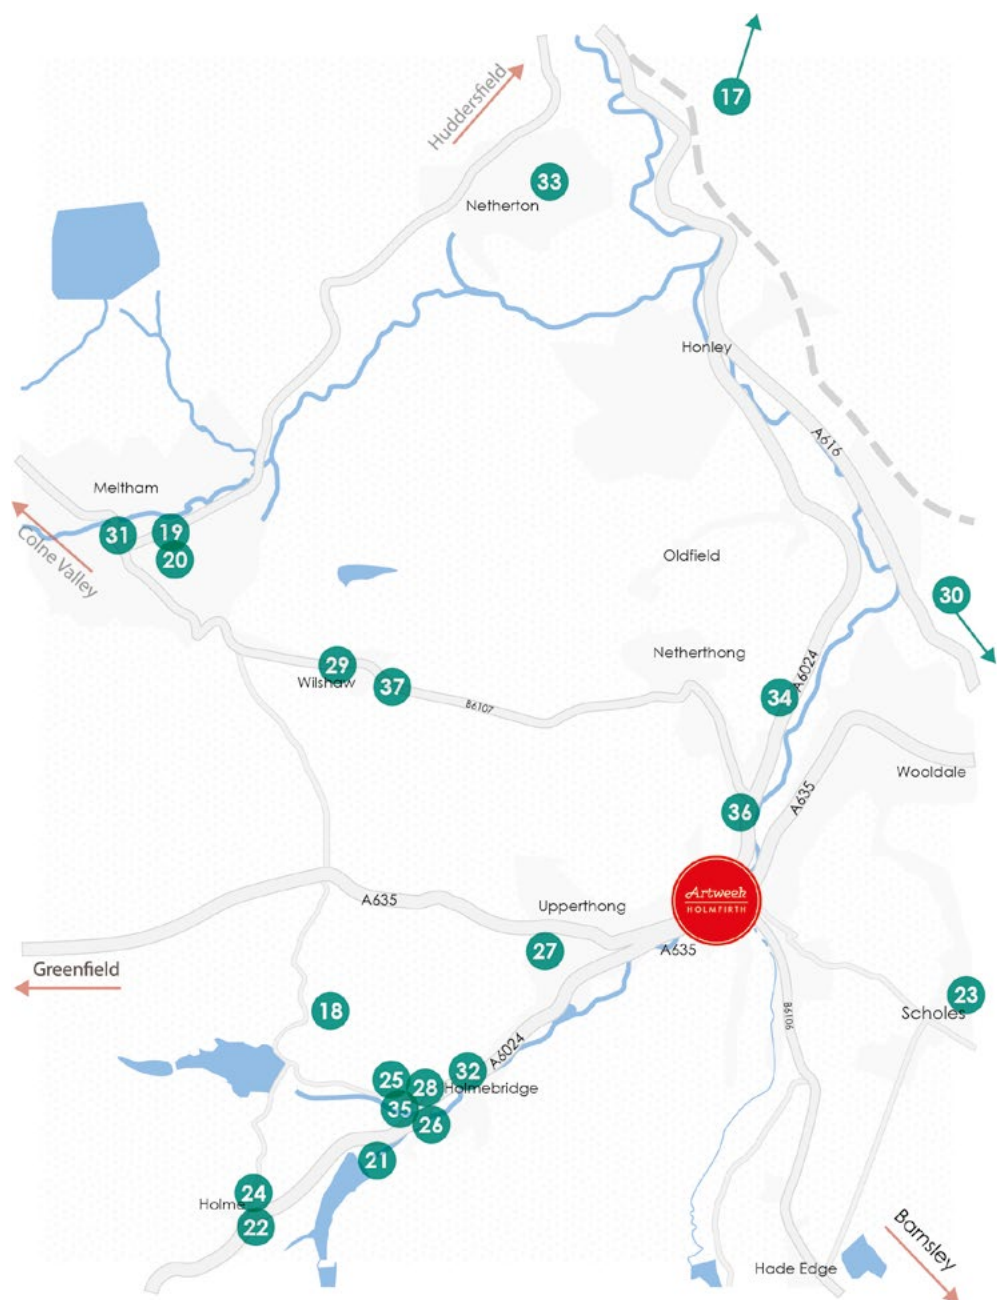 17
Huddersfield
33
Netherton
Honley
A616
Meltham
31
19
20
Colne Valley
Oldfield
30
Netherthong
29
Wilshaw
37
B6107
A6024
34
Wooldale
A635
36
Artweek
HOLMFIRTH
A635
Upperthong
27
A635
Greenfield
18
23
Scholes
B6106
A6024
32
25
28
Holmebridge
35
26
21
24
Holme
22
Barnsley
Hade Edge